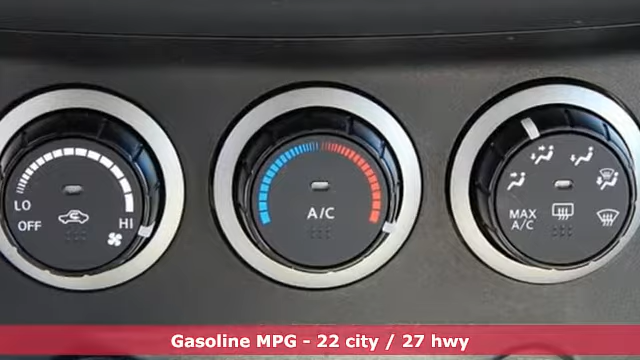 LO
OFF
HI
A/C
MAX
A/C
Gasoline MPG - 22 city / 27 hwy